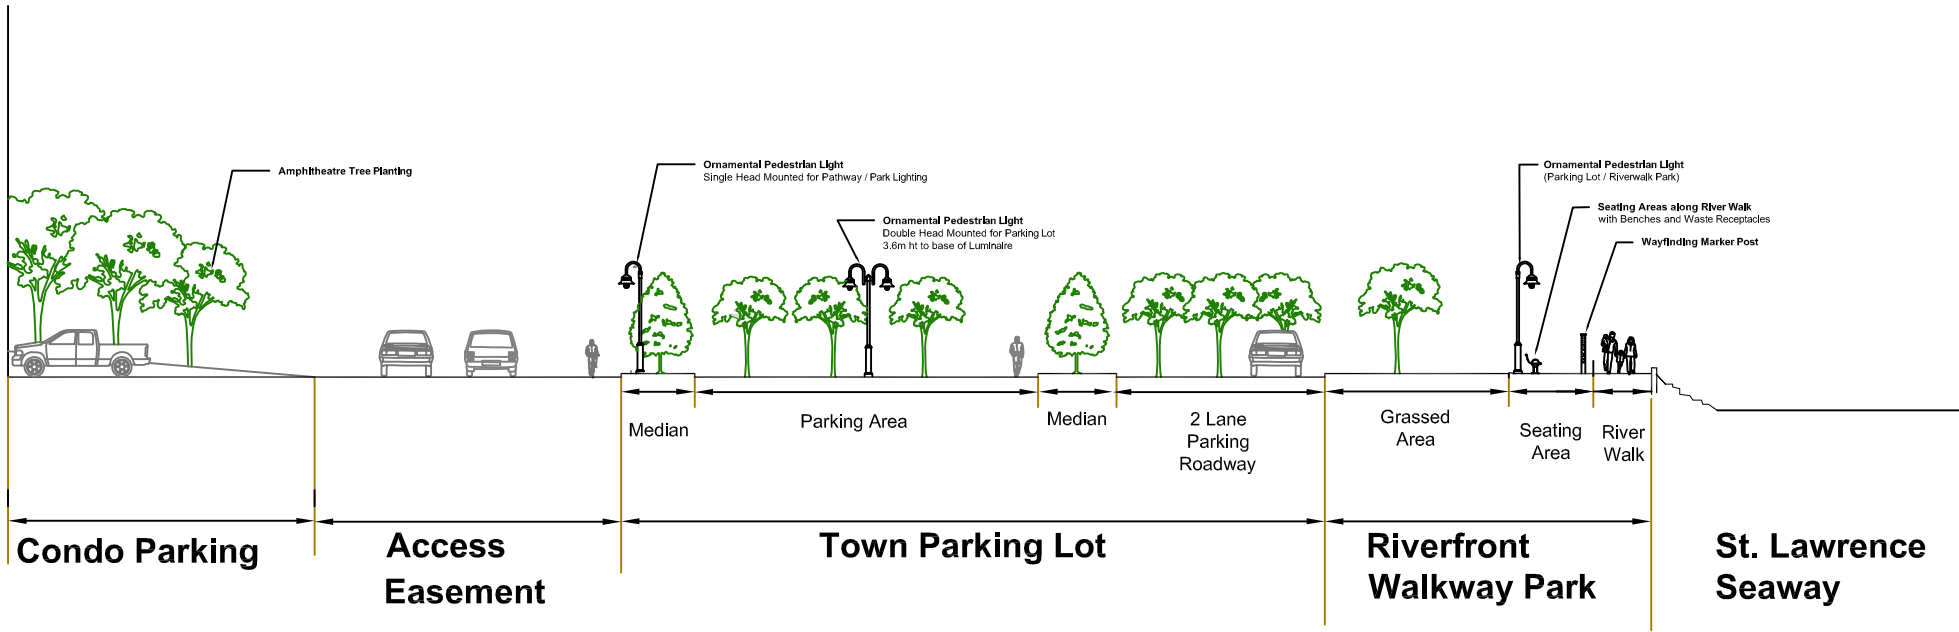 Amphitheatre Tree Planting
Ornamental Pedestrian Light
Single Head Mounted for Pathway / Park Lighting
Ornamental Pedestrian Light
Double Head Mounted for Parking Lot
3.6m ht to base of Luminaire
Ornamental Pedestrian Light
(Parking Lot / Riverwalk Park)
Seating Areas along River Walk
with Benches and Waste Receptacles
Wayfinding Marker Post
Median
Parking Area
Median
2 Lane
Parking
Roadway
Grassed
Area
Seating
Area
River
Walk
Condo Parking
Access
Easement
Town Parking Lot
Riverfront
Walkway Park
St. Lawrence
Seaway